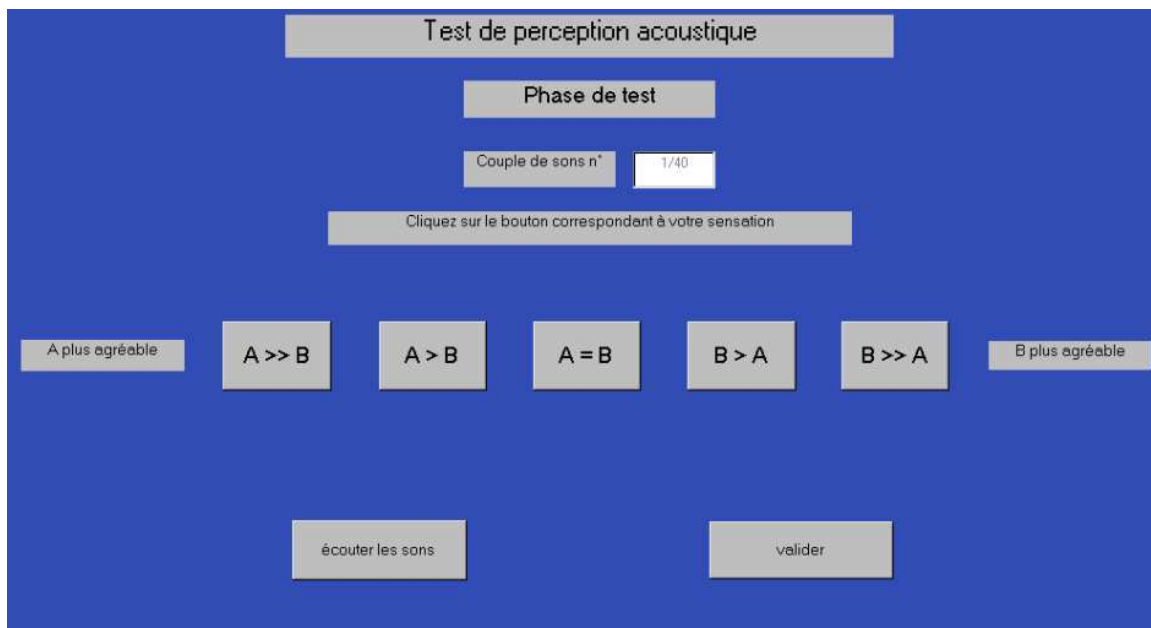 Test de perception acoustique
Phase de test
Couple de sons n° 1/40
Cliquez sur le bouton correspondant à votre sensation
A plus agréable A >> B A > B A = B B > A B >> A B plus agréable
écouter les sons valider